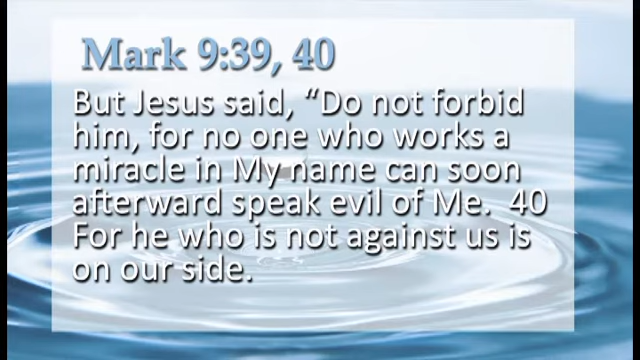 Mark 9:39, 40
But Jesus said, “Do not forbid
him, for no one who works a
miracle in My name can soon
afterward speak evil of Me.  40
For he who is not against us is
on our side.